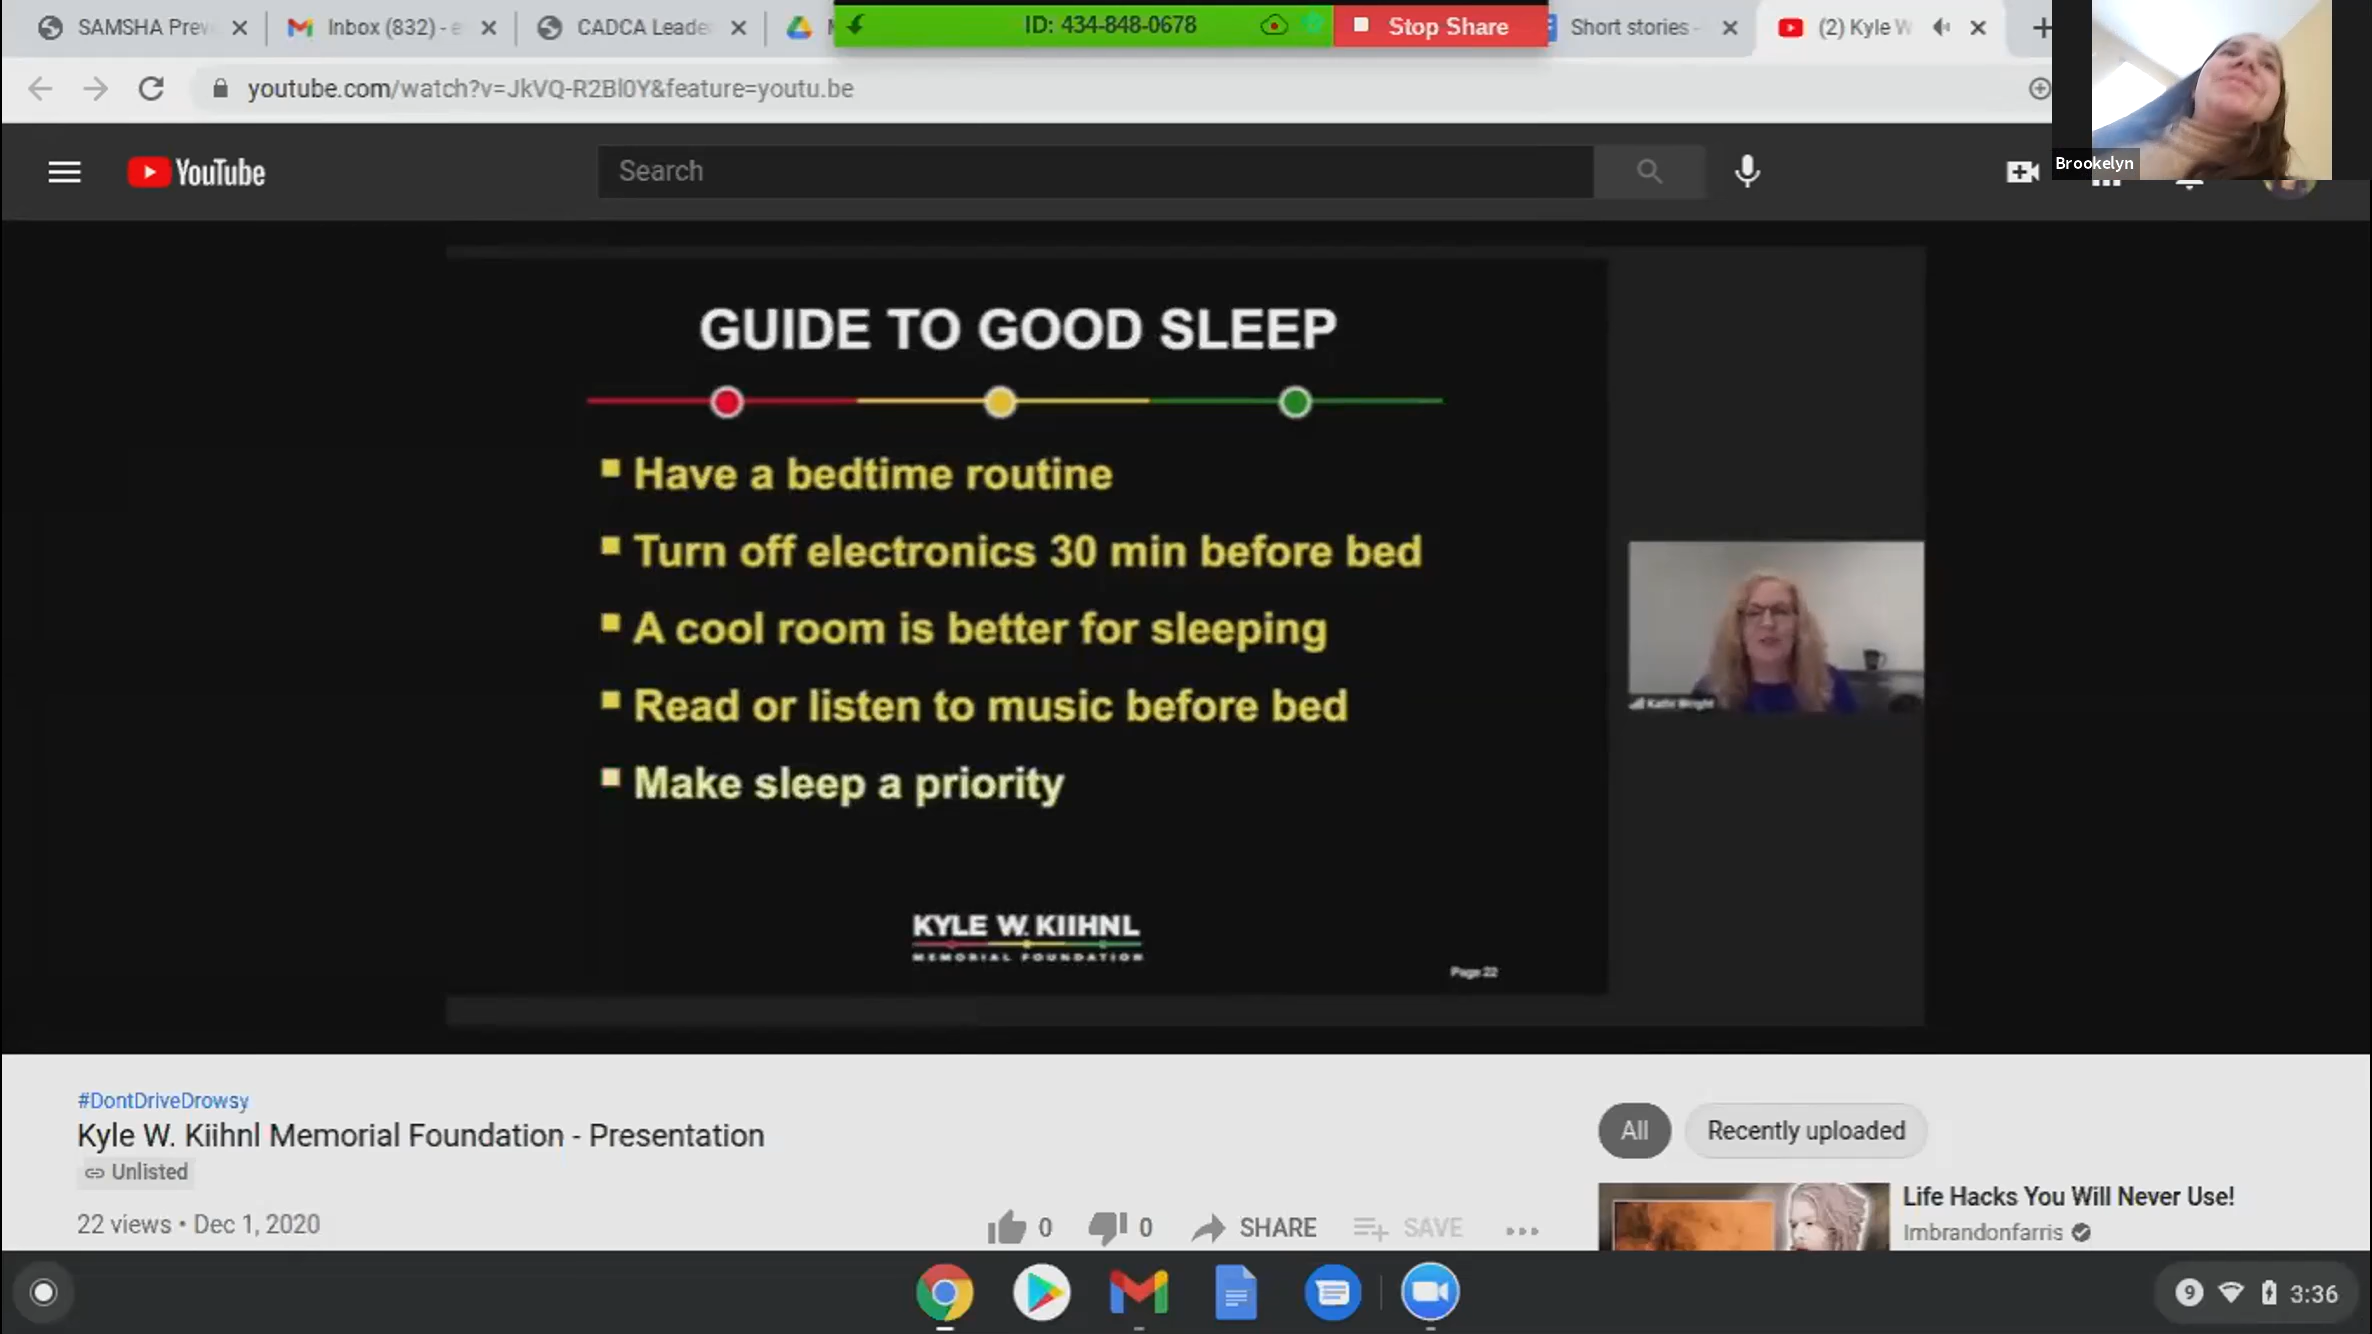 SAMSHA Prev
Inbox (832) - e
CADCA Leade
ID: 434-848-0678
Stop Share
Short stories -
(2) Kyle W
youtube.com/watch?v=JkVQ-R2Bl0Y&feature=youtu.be
Brookelyn
YouTube
Search
GUIDE TO GOOD SLEEP
Have a bedtime routine
Turn off electronics 30 min before bed
A cool room is better for sleeping
Read or listen to music before bed
Make sleep a priority
Kathi Wright
KYLE W. KIIHNL
MEMORIAL FOUNDATION
Page 22
#DontDriveDrowsy
Kyle W. Kiihnl Memorial Foundation - Presentation
Unlisted
22 views • Dec 1, 2020
0
0
SHARE
SAVE
All
Recently uploaded
Life Hacks You Will Never Use!
Imbrandonfarris
9
3:36